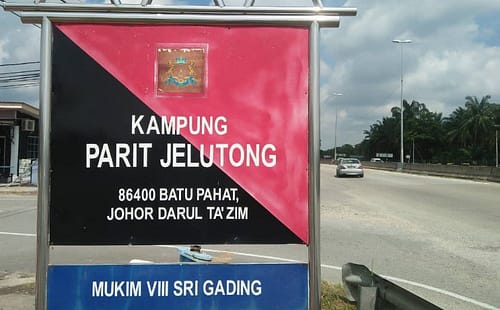 KAMPUNG
PARIT JELUTONG
86400 BATU PAHAT,
JOHOR DARUL TA'ZIM
MUKIM VIII SRI GADING